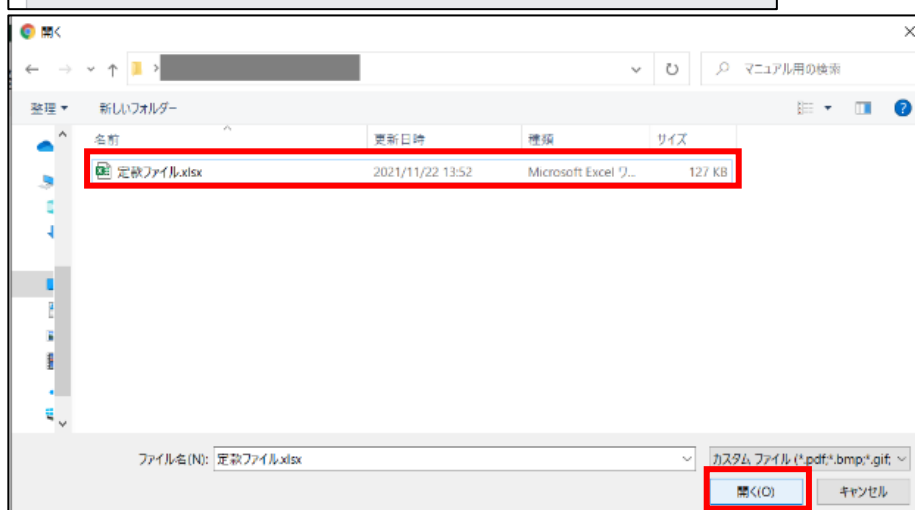 開く
マニュアル用の検索
整理 新しいフォルダー
名前 更新日時 種類 サイズ
定款ファイル.xlsx 2021/11/22 13:52 Microsoft Excel ワ... 127 KB
ファイル名(N): 定款ファイル.xlsx カスタム ファイル (*.pdf;*.bmp;*.gif;
開く(O) キャンセル